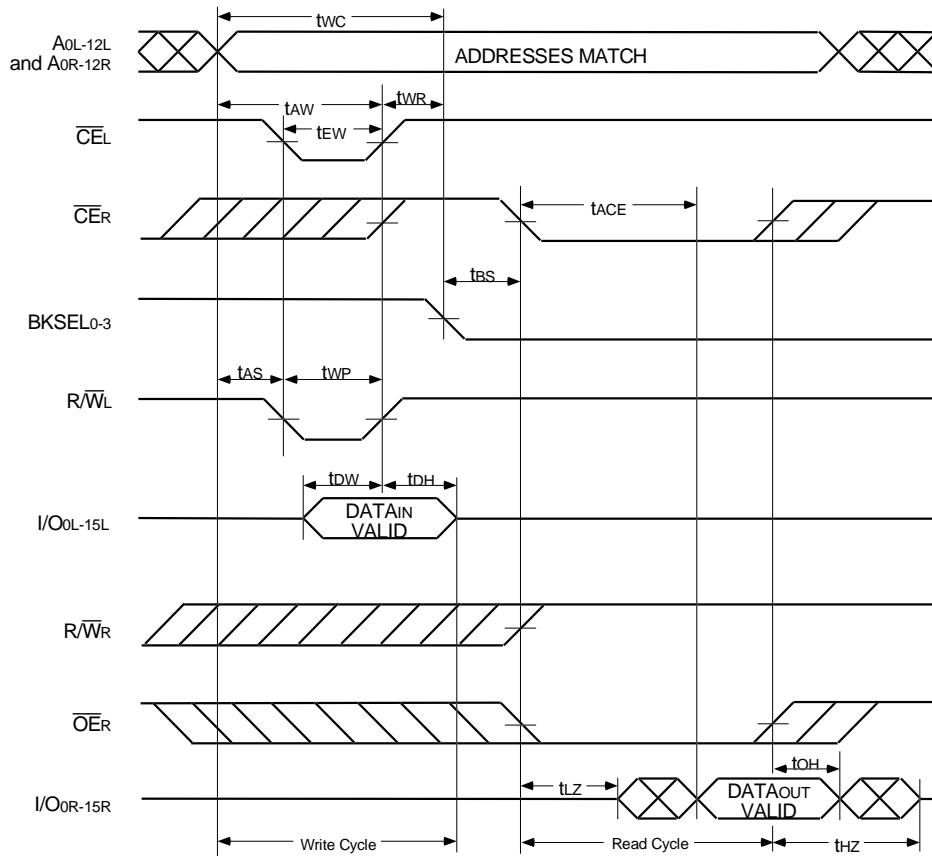 tWC
A0L-12L
and A0R-12R
ADDRESSES MATCH
tAW
tWR
CEL
tEW
CER
tACE
tBS
BKSEL0-3
tAS
tWP
R/WL
tDW
tDH
I/O0L-15L
DATAIN
VALID
R/WR
OER
tOH
I/O0R-15R
tLZ
DATAOUT
VALID
Write Cycle
Read Cycle
tHZ